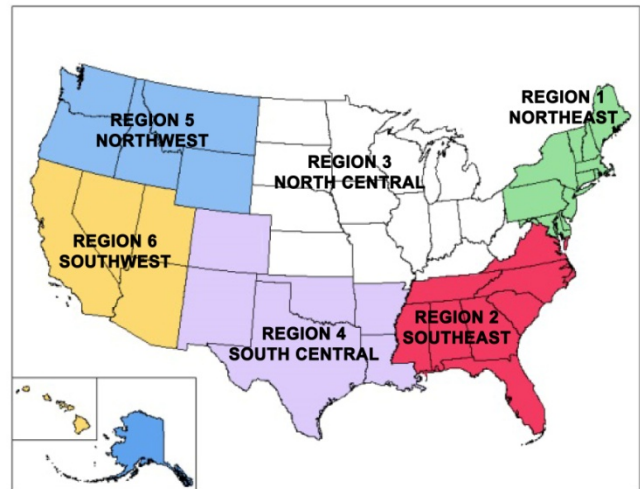 REGION 1
NORTHEAST
REGION 5
NORTHWEST
REGION 3
NORTH CENTRAL
REGION 6
SOUTHWEST
REGION 2
SOUTHEAST
REGION 4
SOUTH CENTRAL